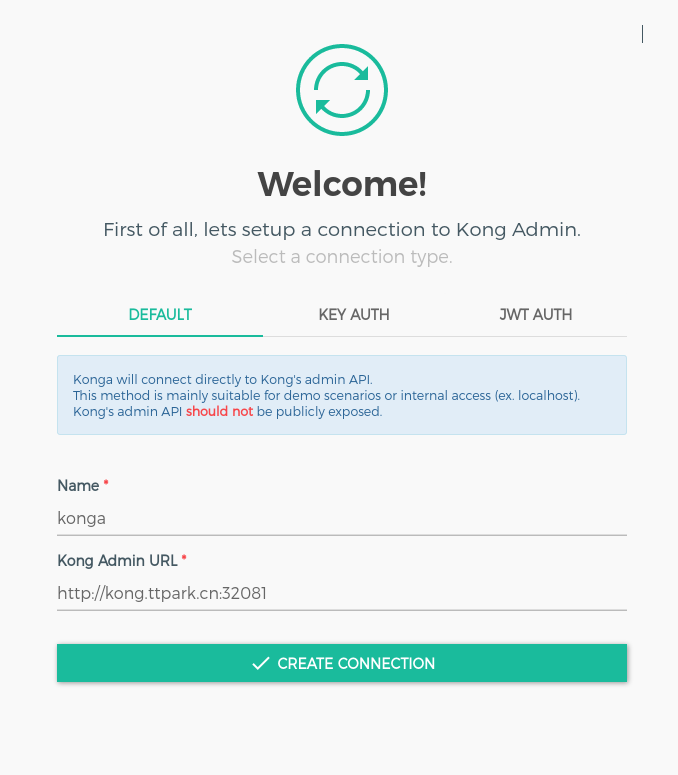 Welcome!
First of all, lets setup a connection to Kong Admin.
Select a connection type.
DEFAULT KEY AUTH JWT AUTH
Konga will connect directly to Kong's admin API.
This method is mainly suitable for demo scenarios or internal access (ex. localhost).
Kong's admin API should not be publicly exposed.
Name *
konga
Kong Admin URL *
http://kong.ttpark.cn:32081
CREATE CONNECTION